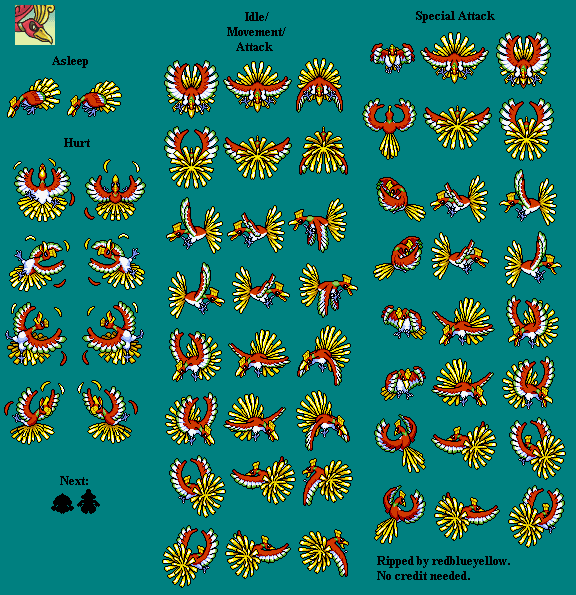 Asleep
Hurt
Next:
Idle/
Movement/
Attack
Special Attack
Ripped by redblueyellow.
No credit needed.